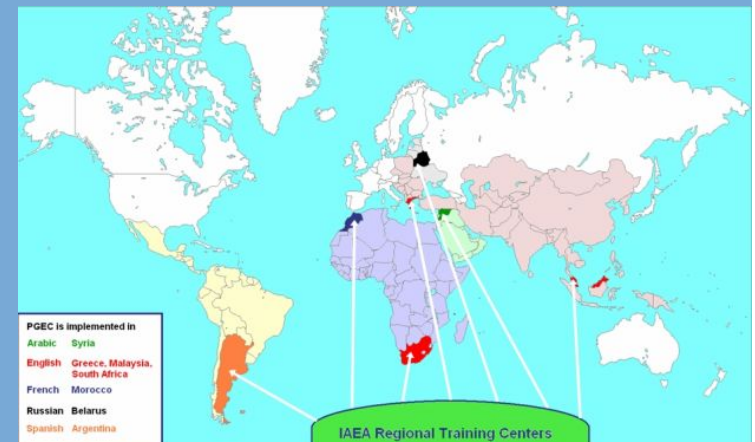 PGEC is implemented in
Arabic Syria
English Greece, Malaysia,
South Africa
French Morocco
Russian Belarus
Spanish Argentina
IAEA Regional Training Centers